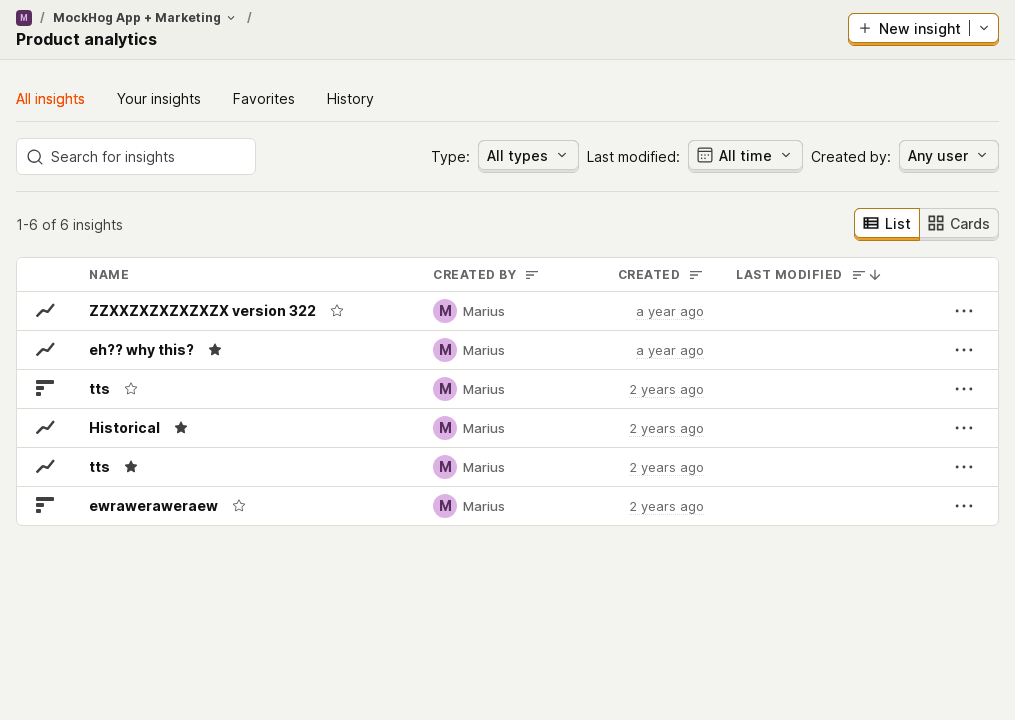 M / MockHog App + Marketing /
Product analytics
New insight
All insights Your insights Favorites History
Search for insights Type: All types Last modified: All time Created by: Any user
1-6 of 6 insights List Cards
NAME CREATED BY CREATED LAST MODIFIED
ZZXXZXZXZXZXZX version 322 M Marius a year ago
eh?? why this? M Marius a year ago
tts M Marius 2 years ago
Historical M Marius 2 years ago
tts M Marius 2 years ago
ewraweraweraew M Marius 2 years ago